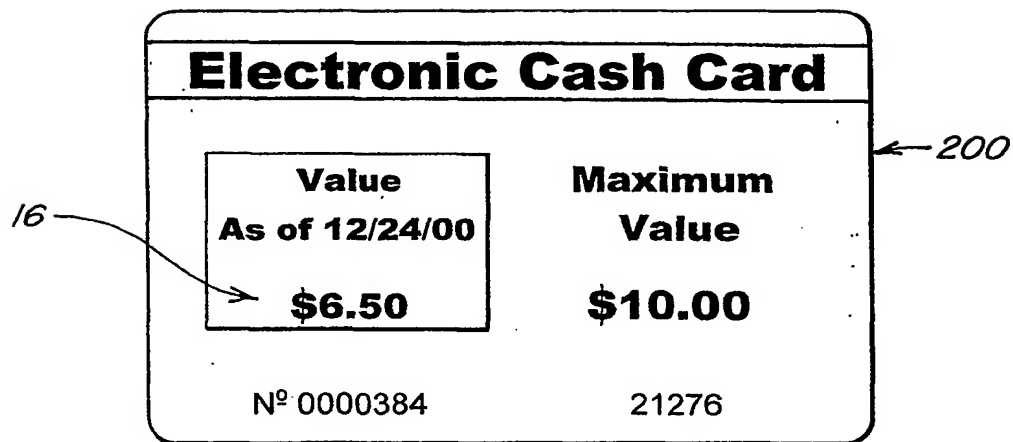 Electronic Cash Card
200
16
Value
As of 12/24/00
$6.50
Maximum
Value
$10.00
Nº 0000384
21276